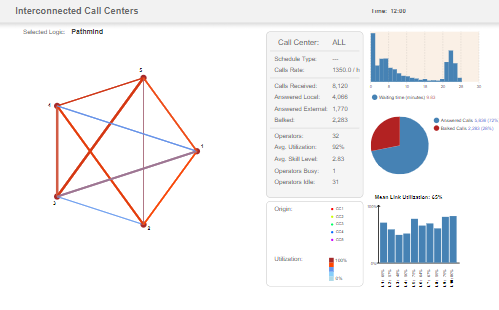 Interconnected Call Centers
Time: 12:00
Selected Logic: Pathmind
Call Center: ALL
Schedule Type: —
Calls Rate: 1350.0 / h
Calls Received: 8,120
Answered Local: 4,066
Answered External: 1,770
Balked: 2,283
Operators: 32
Avg. Utilization: 92%
Avg. Skill Level: 2.83
Operators Busy: 1
Operators Idle: 31
Origin:
CC1
CC2
CC3
CC4
CC5
Utilization:
100%
0%
5
4
1
3
2
0
5
10
15
20
25
30
Waiting time (minutes) 9.61
Answered Calls 5,836 (72%
Balked Calls 2,283 (28%)
Mean Link Utilization: 65%
100%
0%